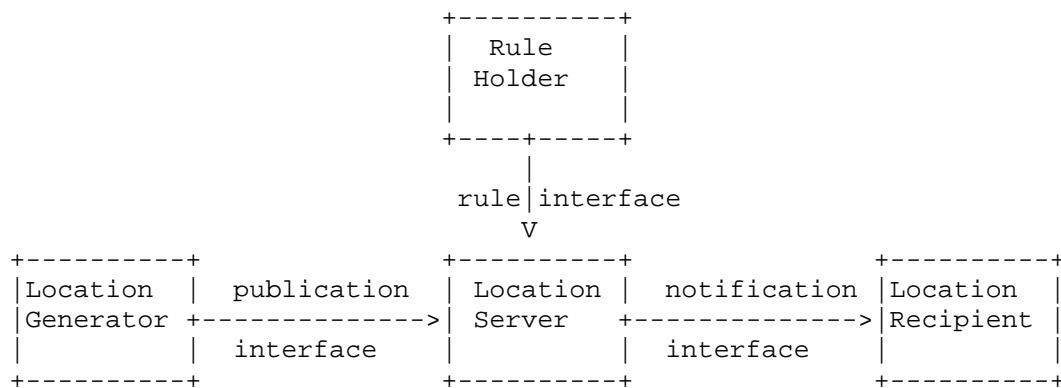 Rule
Holder
rule interface
Location publication Location notification Location
Generator Server Recipient
interface interface